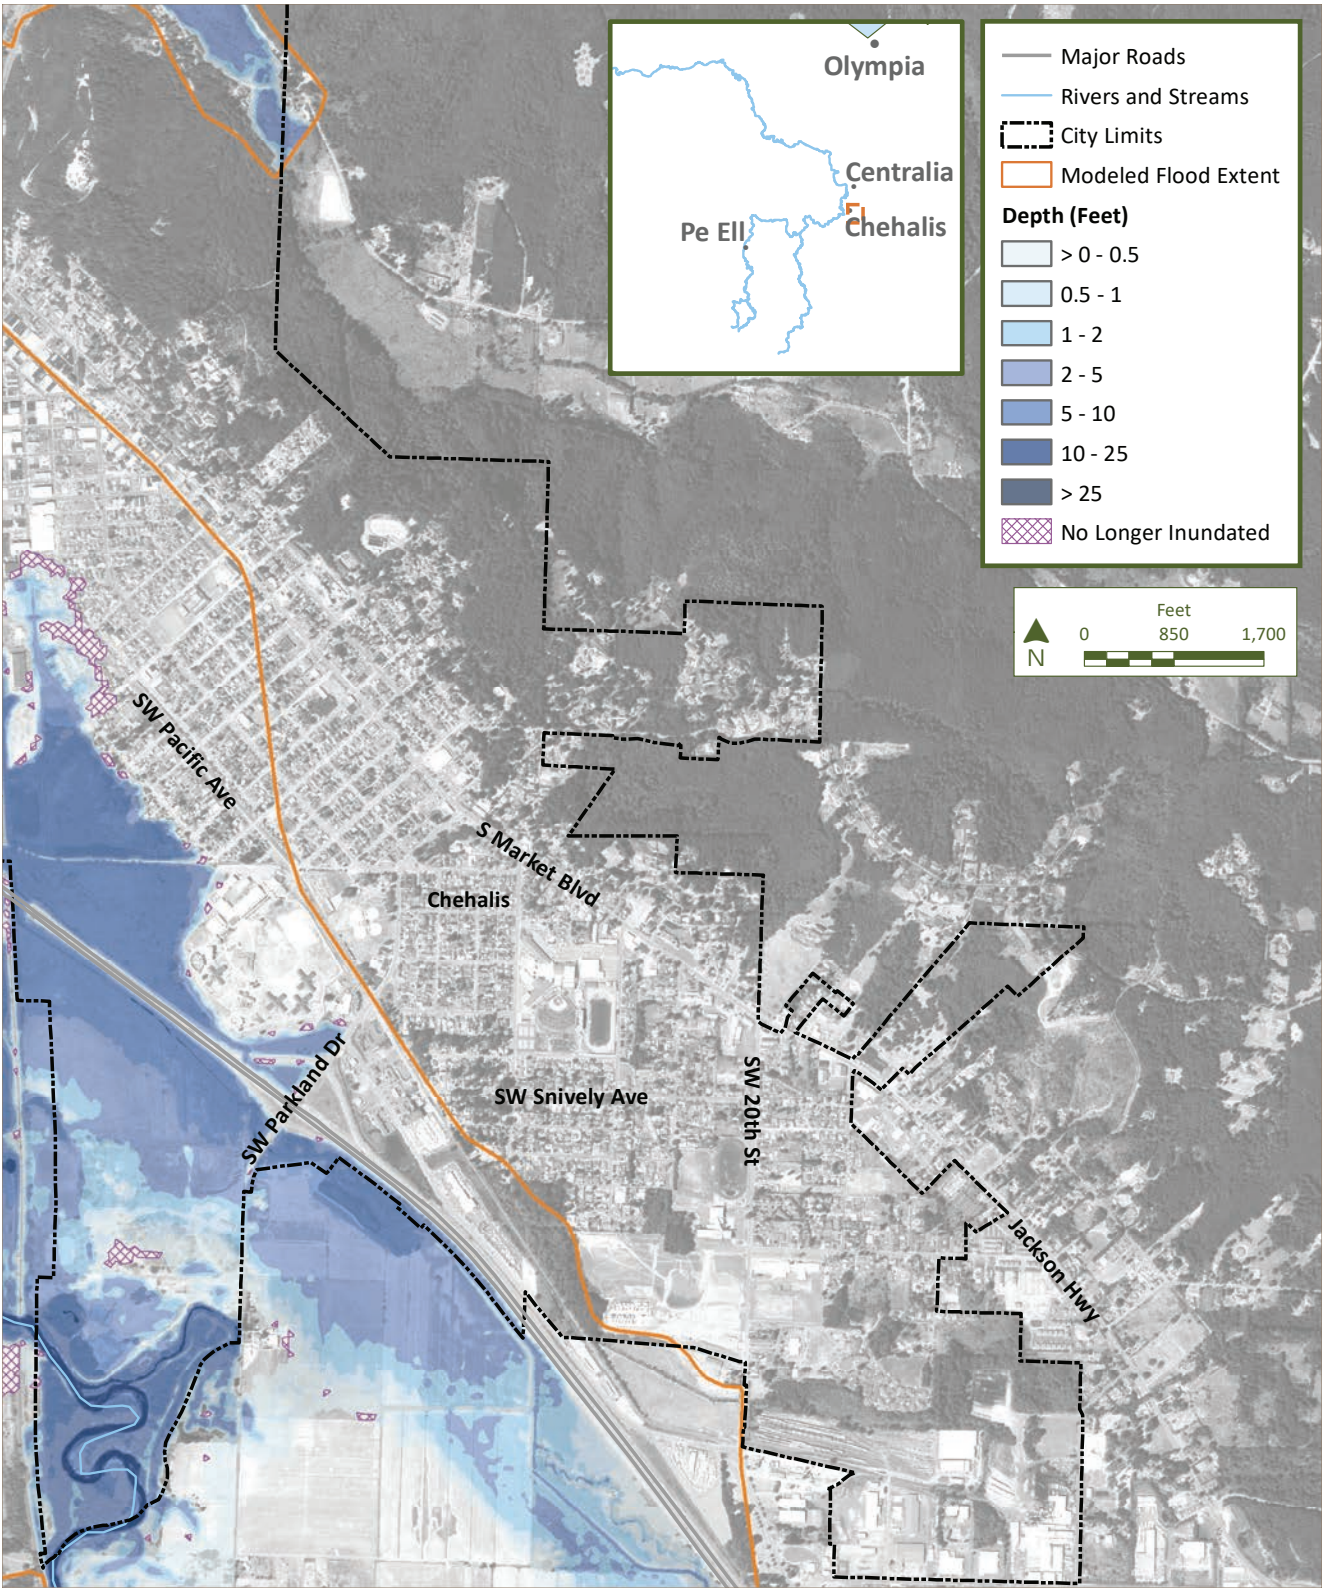 Olympia
Centralia
Chehalis
Pe Ell
Major Roads
Rivers and Streams
City Limits
Modeled Flood Extent
Depth (Feet)
> 0 - 0.5
0.5 - 1
1 - 2
2 - 5
5 - 10
10 - 25
> 25
No Longer Inundated
Feet
0 850 1,700
N
SW Pacific Ave
S Market Blvd
Chehalis
SW Parkland Dr
SW Snively Ave
SW 20th St
Jackson Hwy